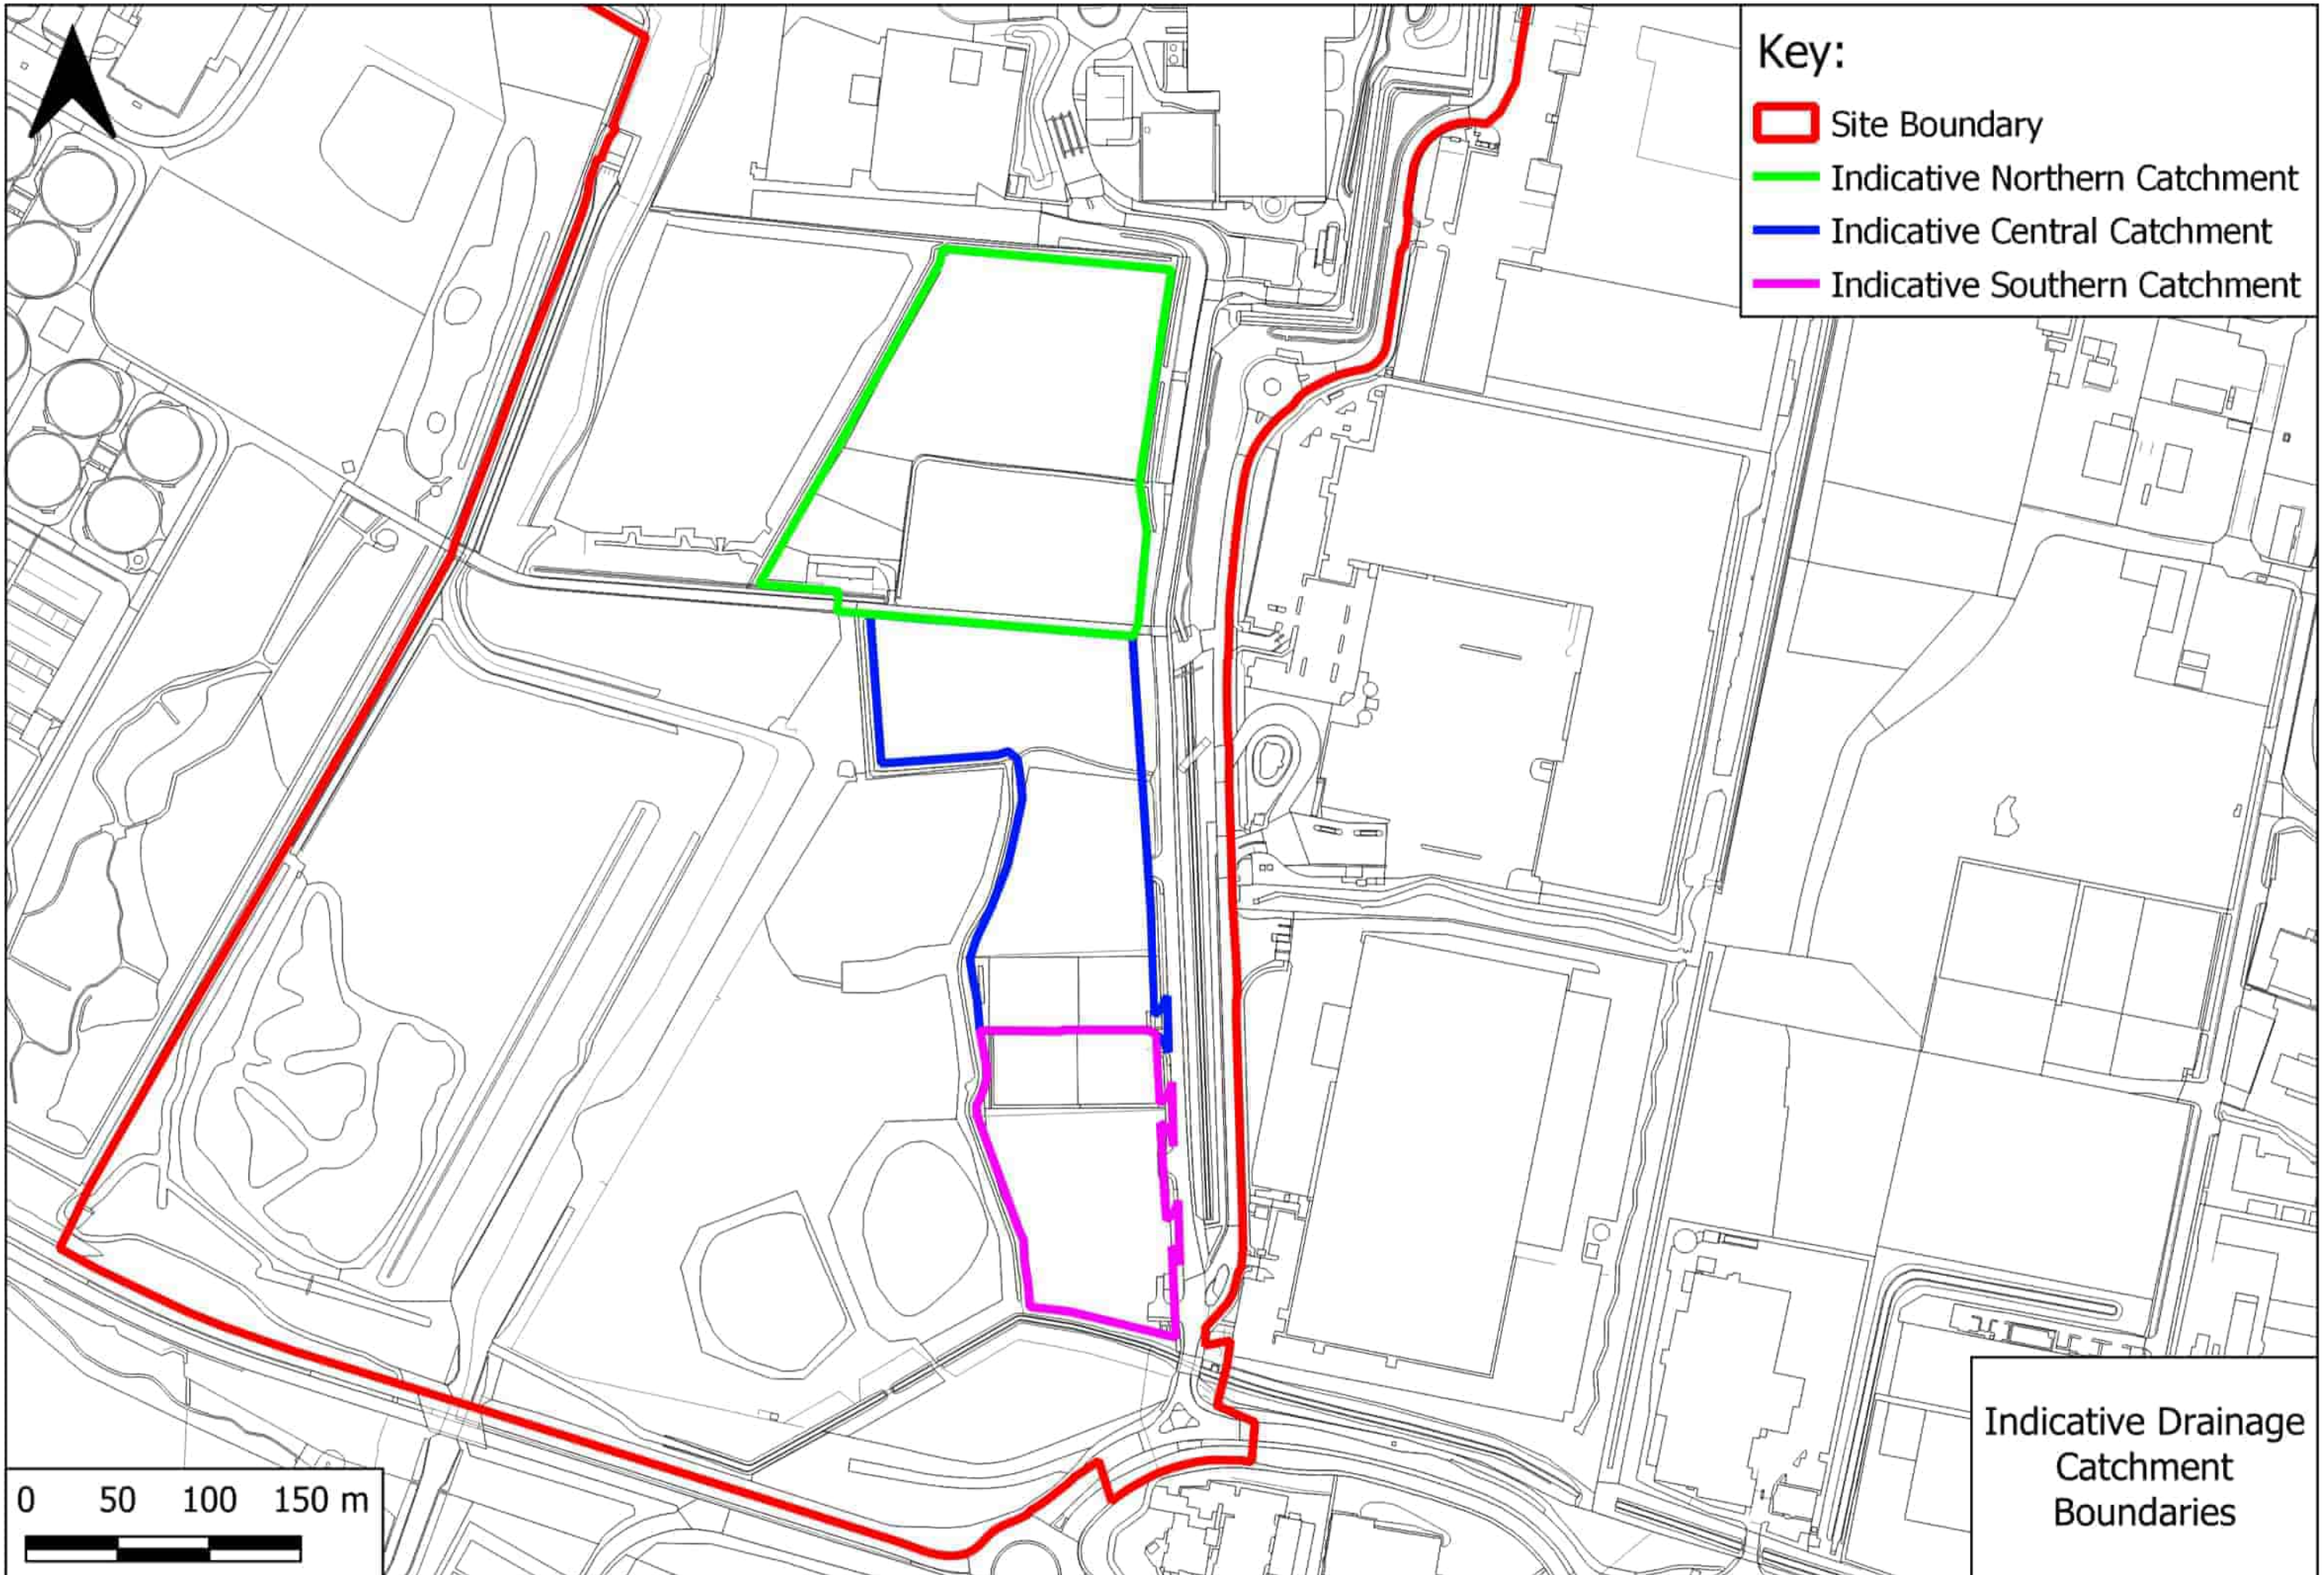 Key:
Site Boundary
Indicative Northern Catchment
Indicative Central Catchment
Indicative Southern Catchment
0 50 100 150 m
Indicative Drainage
Catchment
Boundaries